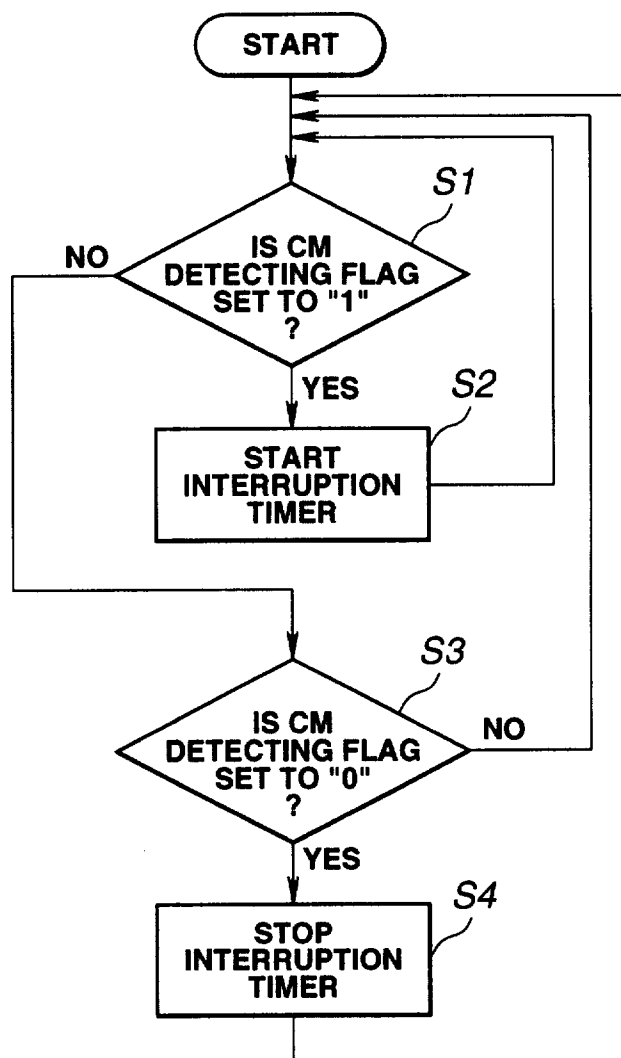 START
S1
IS CM
DETECTING FLAG
SET TO "1"
?
NO
YES
S2
START
INTERRUPTION
TIMER
S3
IS CM
DETECTING FLAG
SET TO "0"
?
NO
YES
S4
STOP
INTERRUPTION
TIMER